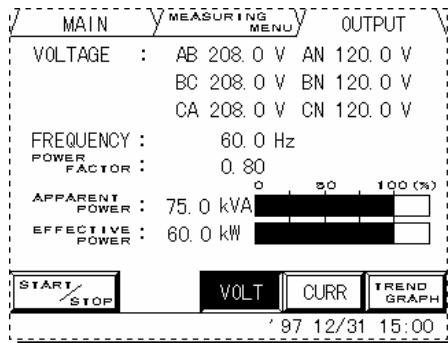 MAIN MEASURING MENU OUTPUT
VOLTAGE : AB 208.0 V AN 120.0 V
BC 208.0 V BN 120.0 V
CA 208.0 V CN 120.0 V
FREQUENCY : 60.0 Hz
POWER FACTOR : 0.80
0 50 100 (%)
APPARENT POWER : 75.0 kVA
EFFECTIVE POWER : 60.0 kW
START/STOP VOLT CURR TREND GRAPH
'97 12/31 15:00